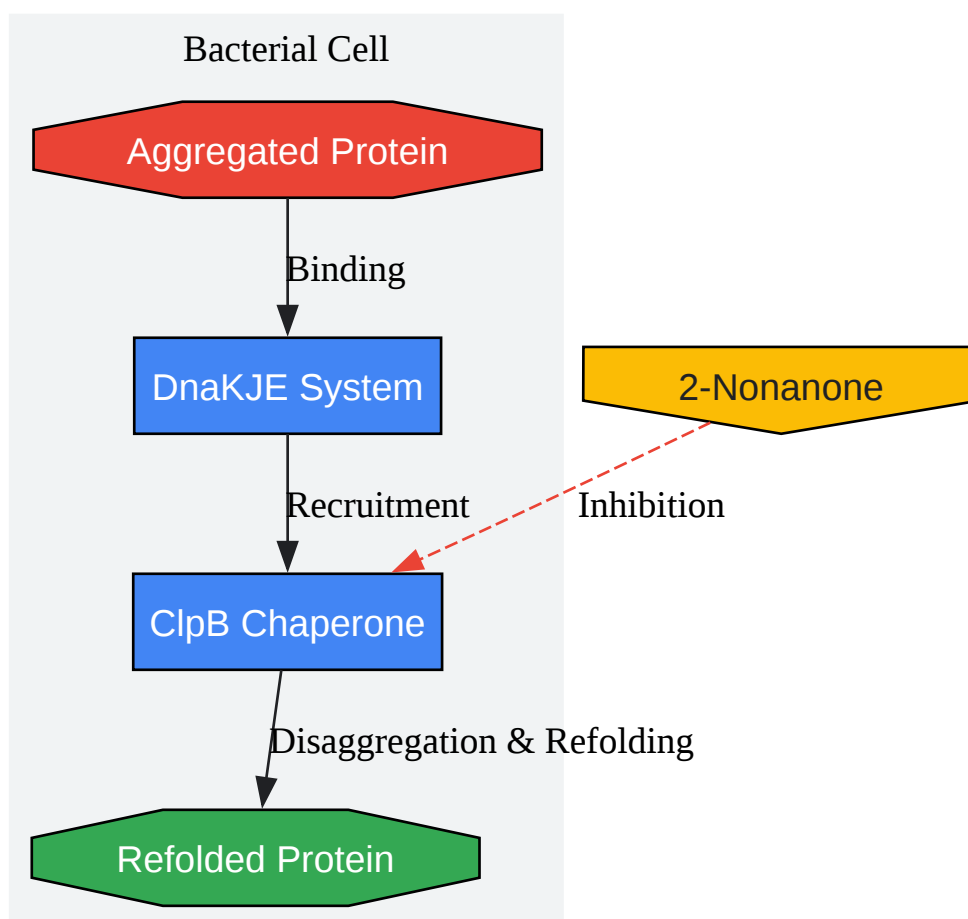 Bacterial Cell
Aggregated Protein
Binding
DnaKJE System
2-Nonanone
Recruitment
Inhibition
ClpB Chaperone
Disaggregation & Refolding
Refolded Protein